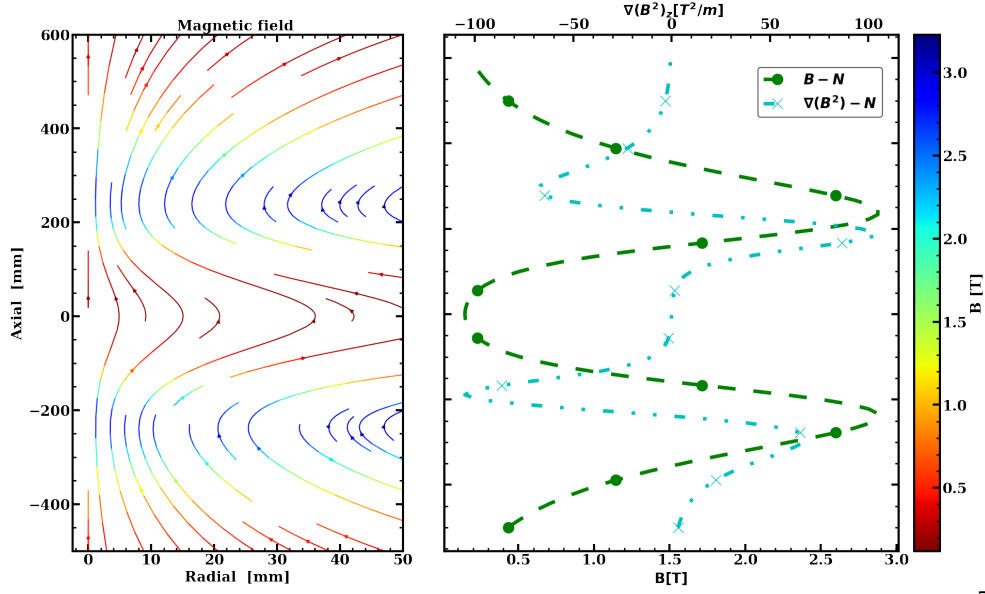 Magnetic field
600
400
200
0
−200
−400
Axial [mm]
0 10 20 30 40 50
Radial [mm]
∇(B²)z[T²/m]
−100 −50 0 50 100
B − N
∇(B²) − N
0.5 1.0 1.5 2.0 2.5 3.0
B[T]
3.0
2.5
2.0
1.5
1.0
0.5
B [T]